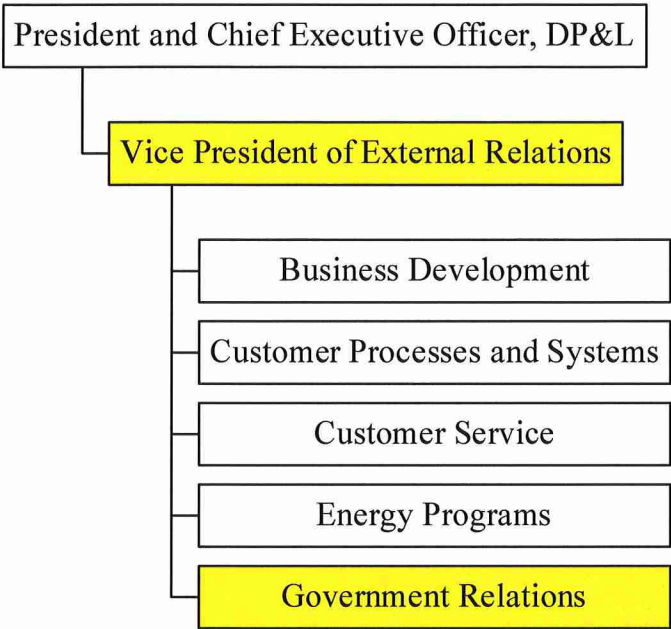 President and Chief Executive Officer, DP&L
Vice President of External Relations
Business Development
Customer Processes and Systems
Customer Service
Energy Programs
Government Relations